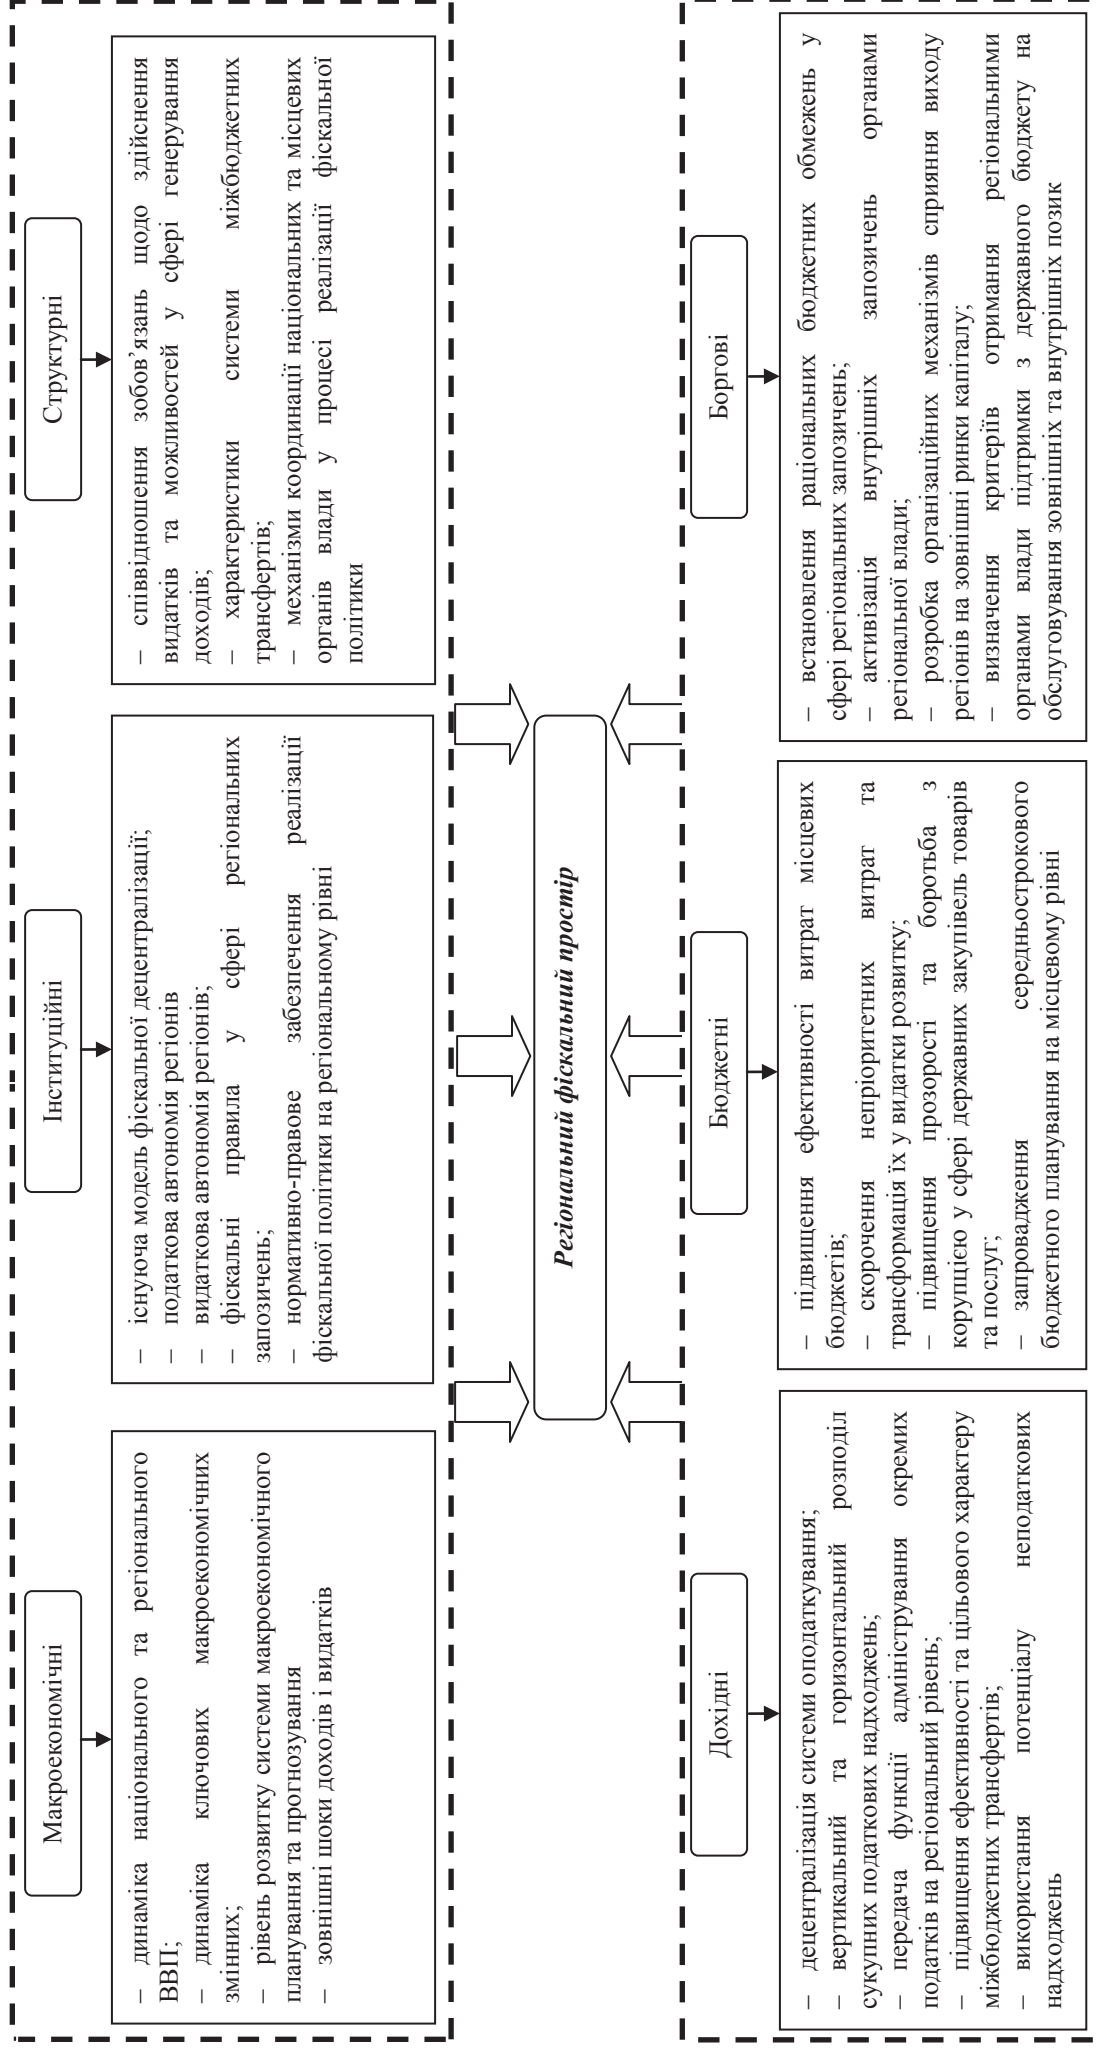 Макроекономічні
– динаміка національного та регіонального
ВВП;
– динаміка ключових макроекономічних
змінних;
– рівень розвитку системи макроекономічного
планування та прогнозування
– зовнішні шоки доходів і видатків
Інституційні
– існуюча модель фіскальної децентралізації;
– податкова автономія регіонів
– видаткова автономія регіонів;
– фіскальні правила у сфері регіональних
запозичень;
– нормативно-правове забезпечення реалізації
фіскальної політики на регіональному рівні
Структурні
– співвідношення зобов’язань щодо здійснення
видатків та можливостей у сфері генерування
доходів;
– характеристики системи міжбюджетних
трансфертів;
– механізми координації національних та місцевих
органів влади у процесі реалізації фіскальної
політики
Регіональний фіскальний простір
Дохідні
– децентралізація системи оподаткування;
– вертикальний та горизонтальний розподіл
сукупних податкових надходжень;
– передача функції адміністрування окремих
податків на регіональний рівень;
– підвищення ефективності та цільового характеру
міжбюджетних трансфертів;
– використання потенціалу неподаткових
надходжень
Бюджетні
– підвищення ефективності витрат місцевих
бюджетів;
– скорочення непріоритетних витрат та
трансформація їх у видатки розвитку;
– підвищення прозорості та боротьба з
корупцією у сфері державних закупівель товарів
та послуг;
– запровадження середньострокового
бюджетного планування на місцевому рівні
Боргові
– встановлення раціональних бюджетних обмежень у
сфері регіональних запозичень;
– активізація внутрішніх запозичень органами
регіональної влади;
– розробка організаційних механізмів сприяння виходу
регіонів на зовнішні ринки капіталу;
– визначення критеріїв отримання регіональними
органами влади підтримки з державного бюджету на
обслуговування зовнішніх та внутрішніх позик